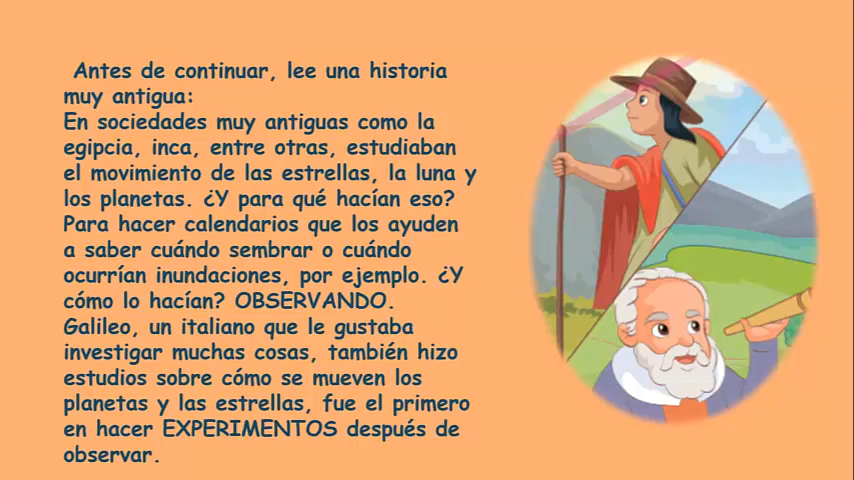 Antes de continuar, lee una historia
muy antigua:
En sociedades muy antiguas como la
egipcia, inca, entre otras, estudiaban
el movimiento de las estrellas, la luna y
los planetas. ¿Y para qué hacían eso?
Para hacer calendarios que los ayuden
a saber cuándo sembrar o cuándo
ocurrían inundaciones, por ejemplo. ¿Y
cómo lo hacían? OBSERVANDO.
Galileo, un italiano que le gustaba
investigar muchas cosas, también hizo
estudios sobre cómo se mueven los
planetas y las estrellas, fue el primero
en hacer EXPERIMENTOS después de
observar.